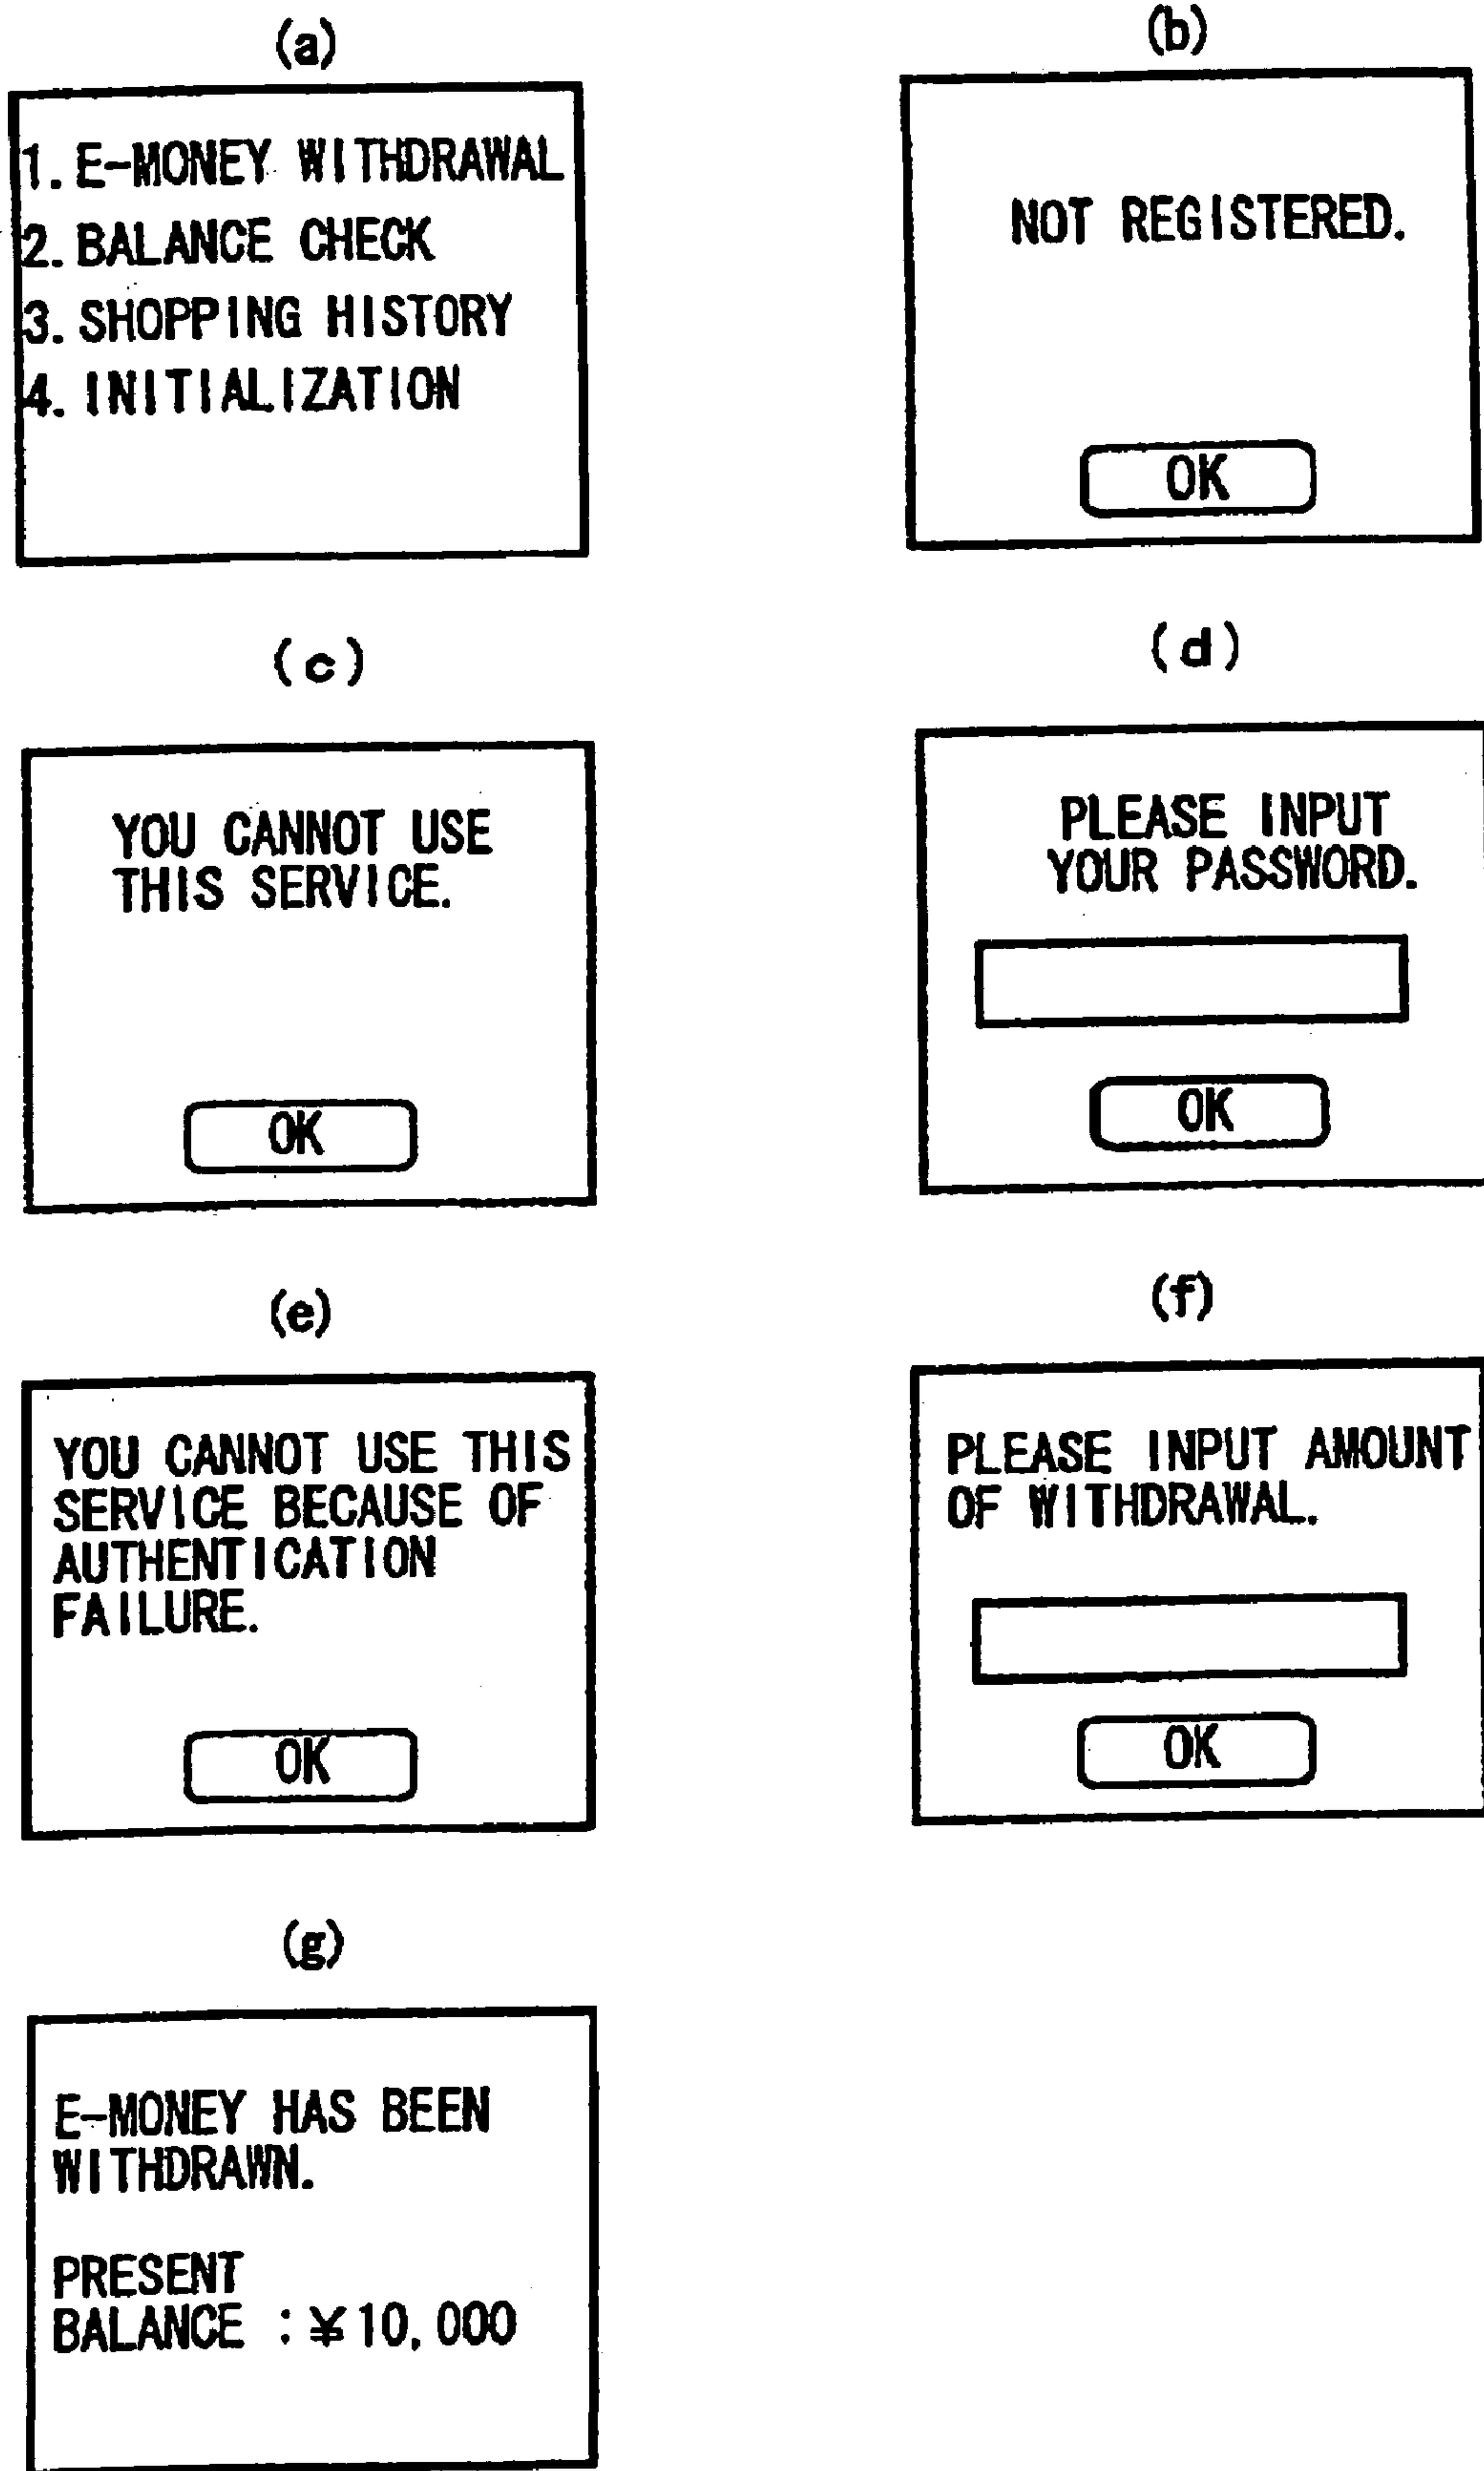 (a)
1. E-MONEY WITHDRAWAL
2. BALANCE CHECK
3. SHOPPING HISTORY
4. INITIALIZATION
(b)
NOT REGISTERED.
OK
(c)
YOU CANNOT USE
THIS SERVICE.
OK
(d)
PLEASE INPUT
YOUR PASSWORD.
OK
(e)
YOU CANNOT USE THIS
SERVICE BECAUSE OF
AUTHENTICATION
FAILURE.
OK
(f)
PLEASE INPUT AMOUNT
OF WITHDRAWAL.
OK
(g)
E-MONEY HAS BEEN
WITHDRAWN.
PRESENT
BALANCE :¥10,000